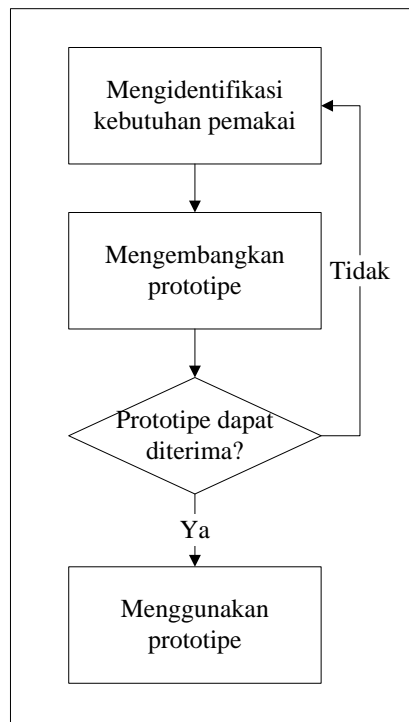 Mengidentifikasi
kebutuhan pemakai
Mengembangkan
prototipe
Tidak
Prototipe dapat
diterima?
Ya
Menggunakan
prototipe